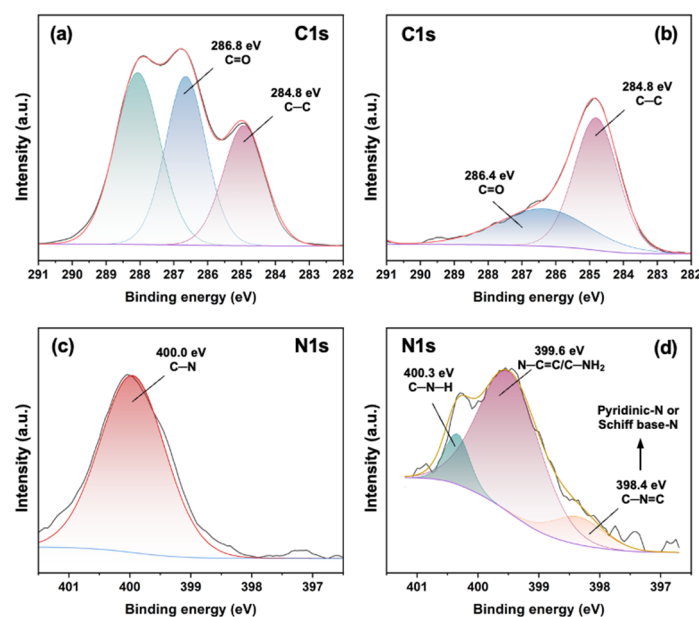 (a)
C1s
286.8 eV
C=O
284.8 eV
C—C
Intensity (a.u.)
291 290 289 288 287 286 285 284 283 282
Binding energy (eV)
C1s
(b)
284.8 eV
C—C
286.4 eV
C=O
Intensity (a.u.)
291 290 289 288 287 286 285 284 283 282
Binding energy (eV)
(c)
N1s
400.0 eV
C—N
Intensity (a.u.)
401 400 399 398 397
Binding energy (eV)
N1s
(d)
399.6 eV
N—C=C/C—NH₂
400.3 eV
C—N—H
Pyridinic-N or
Schiff base-N
398.4 eV
C—N=C
Intensity (a.u.)
401 400 399 398 397
Binding energy (eV)